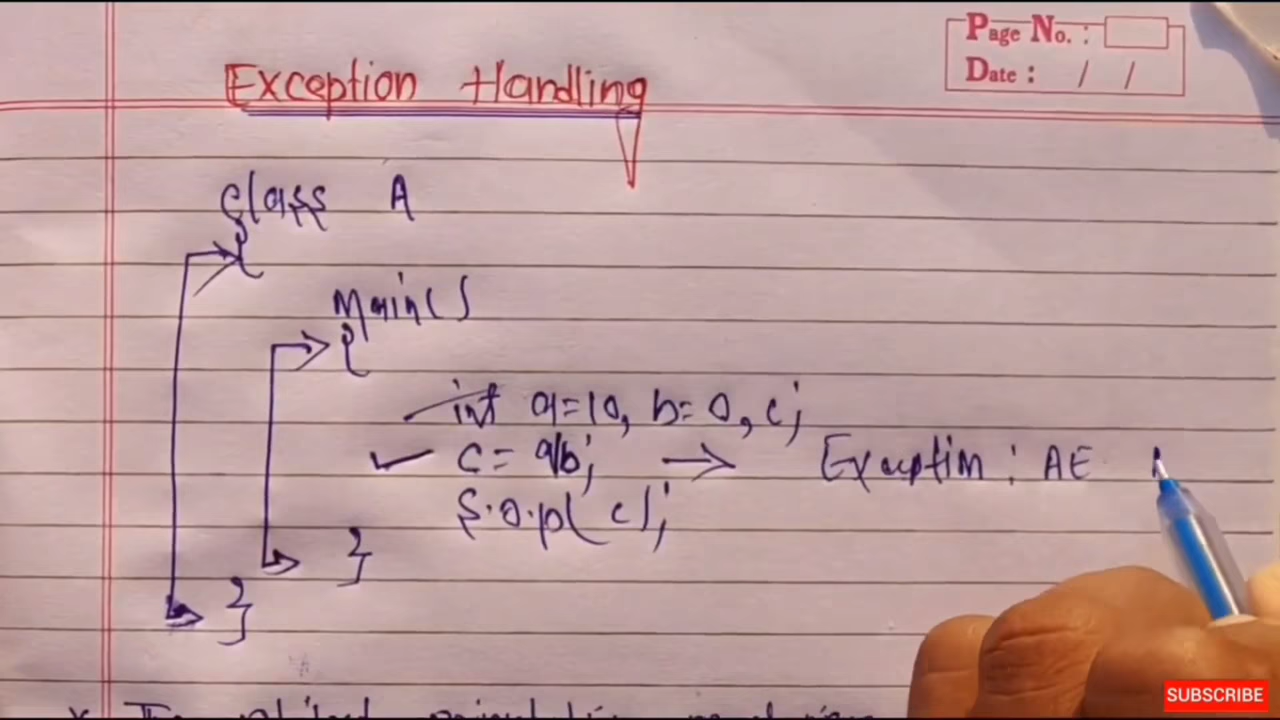 Page No. :
Date : / /
Exception Handling
class A
{
Main()
{
int a=10, b=0, c;
c = a/b; → Exception : AE
S.o.p( c);
}
}
SUBSCRIBE